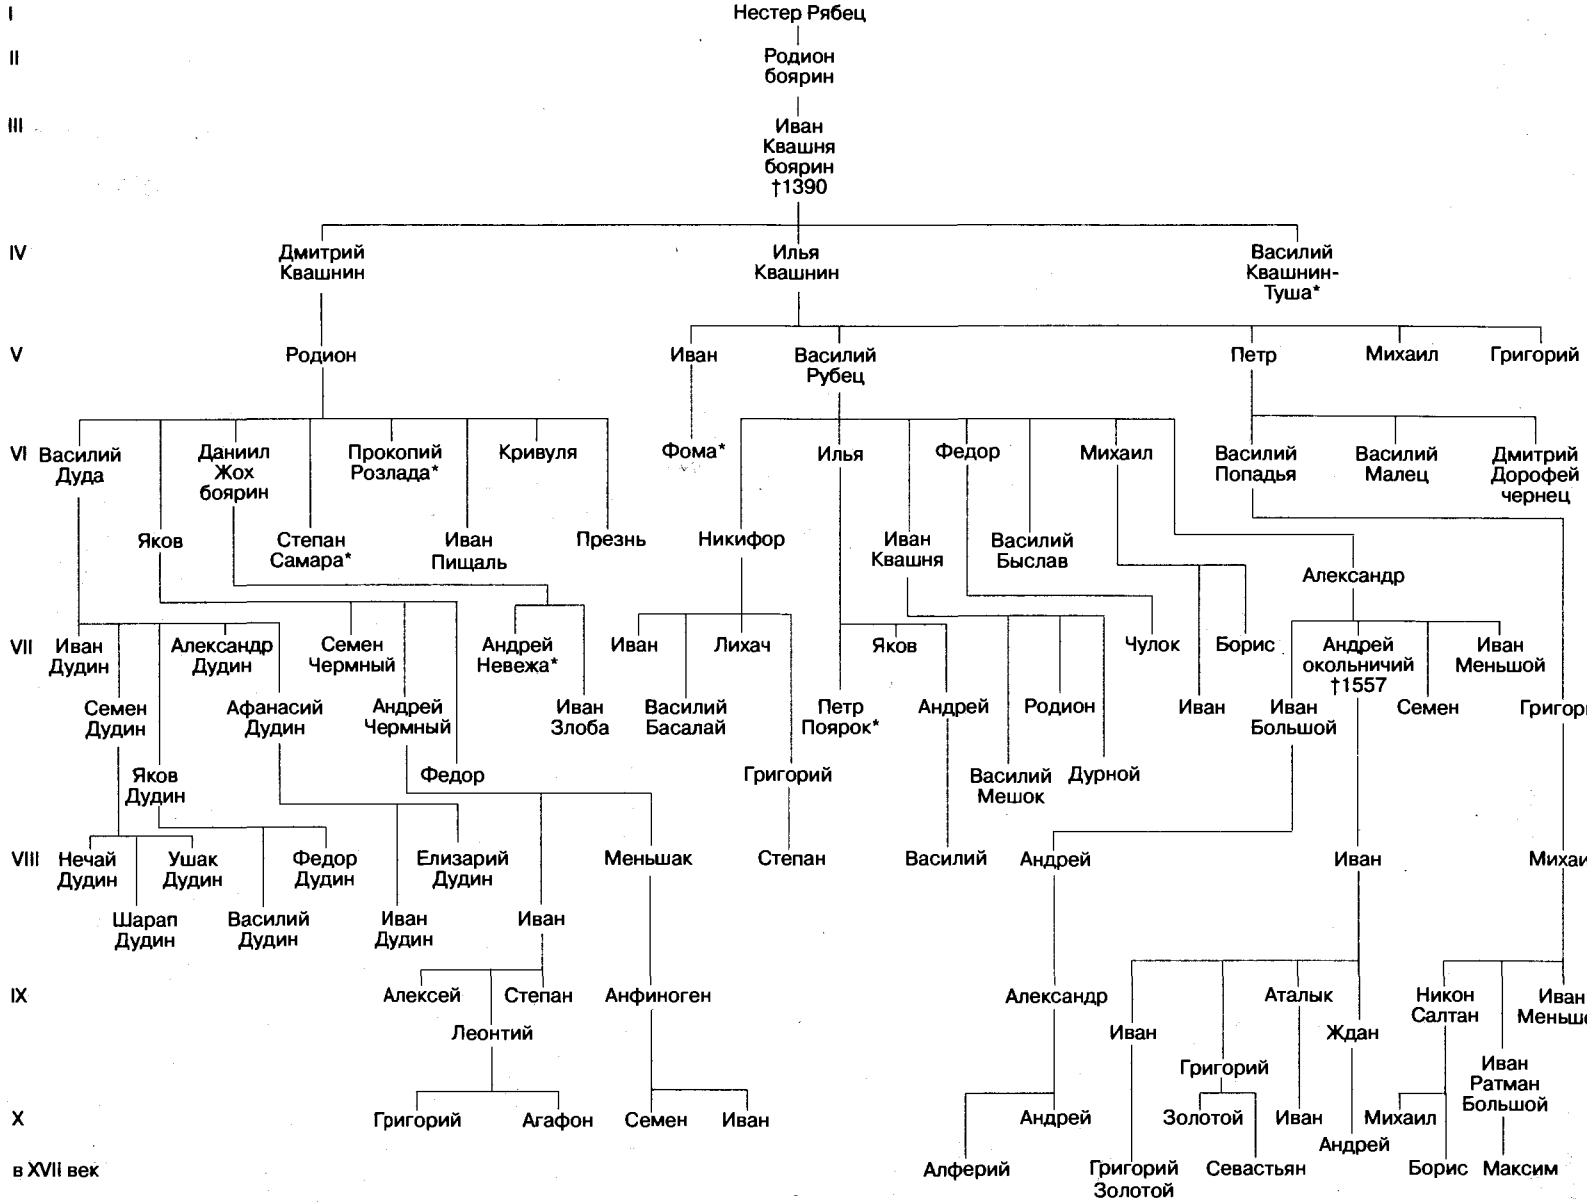 I
Нестер Рябец
II
Родион
боярин
III
Иван
Квашня
боярин
†1390
IV
Дмитрий
Квашнин
Илья
Квашнин
Василий
Квашнин-
Туша*
V
Родион
Иван
Василий
Рубец
Петр
Михаил
Григорий
VI
Василий
Дуда
Даниил
Жох
боярин
Прокопий
Розлада*
Кривуля
Фома*
Илья
Федор
Михаил
Василий
Попадья
Василий
Малец
Дмитрий
Дорофей
чернец
Яков
Степан
Самара*
Иван
Пищаль
Презнь
Никифор
Иван
Квашня
Василий
Быслав
Александр
VII
Иван
Дудин
Александр
Дудин
Семен
Чермный
Андрей
Невежа*
Иван
Лихач
Яков
Чулок
Борис
Андрей
окольничий
†1557
Иван
Меньшой
Семен
Дудин
Афанасий
Дудин
Андрей
Чермный
Иван
Злоба
Василий
Басалай
Петр
Поярок*
Андрей
Родион
Иван
Иван
Большой
Семен
Григори
Яков
Дудин
Федор
Григорий
Василий
Мешок
Дурной
VIII
Нечай
Дудин
Ушак
Дудин
Федор
Дудин
Елизарий
Дудин
Меньшак
Степан
Василий
Андрей
Иван
Михаи
Шарап
Дудин
Василий
Дудин
Иван
Дудин
Иван
IX
Алексей
Степан
Анфиноген
Александр
Аталык
Никон
Салтан
Иван
Меньшо
Леонтий
Иван
Ждан
Григорий
Иван
Ратман
Большой
X
Григорий
Агафон
Семен
Иван
Андрей
Золотой
Иван
Михаил
Андрей
в XVII век
Алферий
Григорий
Золотой
Севастьян
Борис
Максим